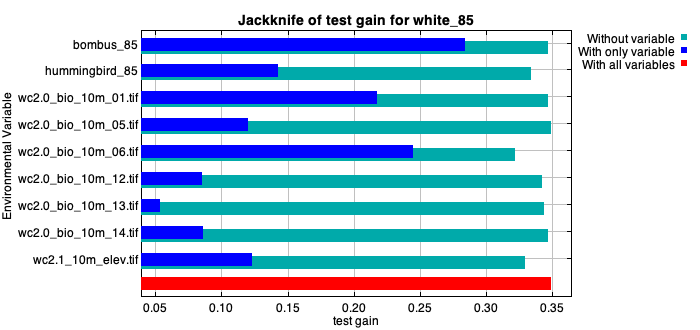 Jackknife of test gain for white_85
Without variable
With only variable
With all variables
Environmental Variable
bombus_85
hummingbird_85
wc2.0_bio_10m_01.tif
wc2.0_bio_10m_05.tif
wc2.0_bio_10m_06.tif
wc2.0_bio_10m_12.tif
wc2.0_bio_10m_13.tif
wc2.0_bio_10m_14.tif
wc2.1_10m_elev.tif
0.05 0.10 0.15 0.20 0.25 0.30 0.35
test gain